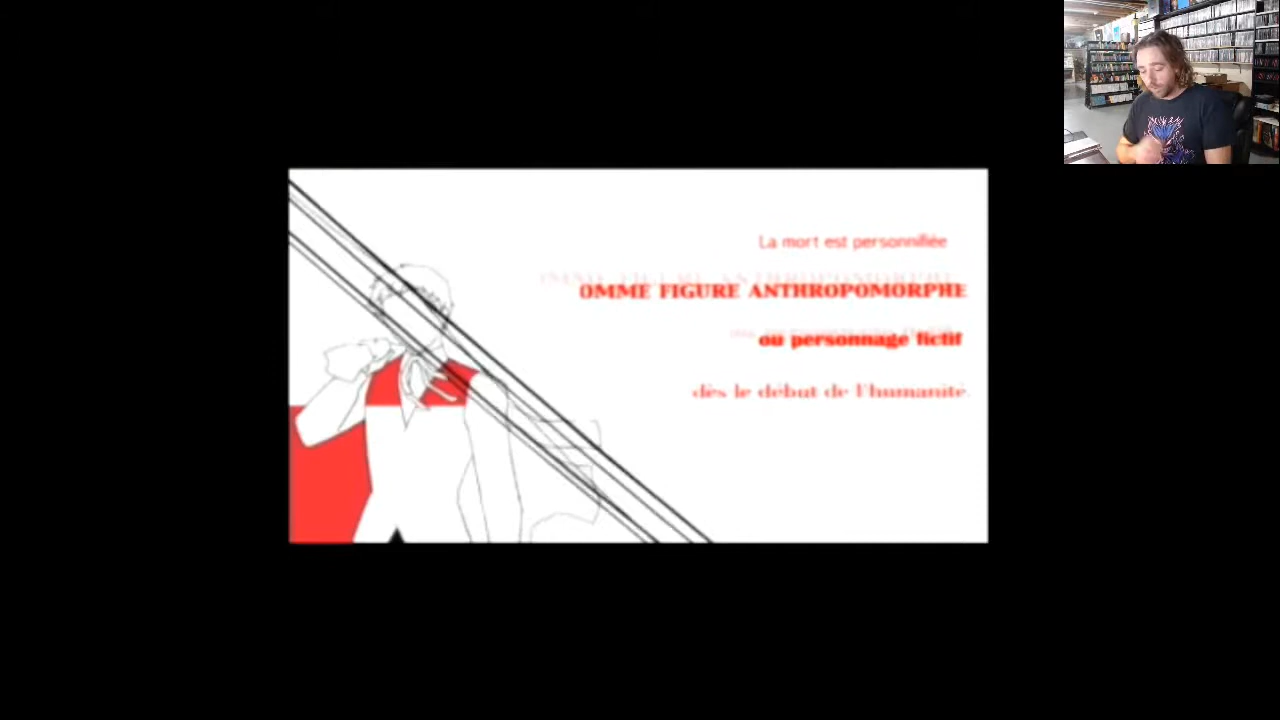 La mort est personnifiée
OMME FIGURE ANTHROPOMORPHE
ou personnage fictif
dès le début de l'humanité.